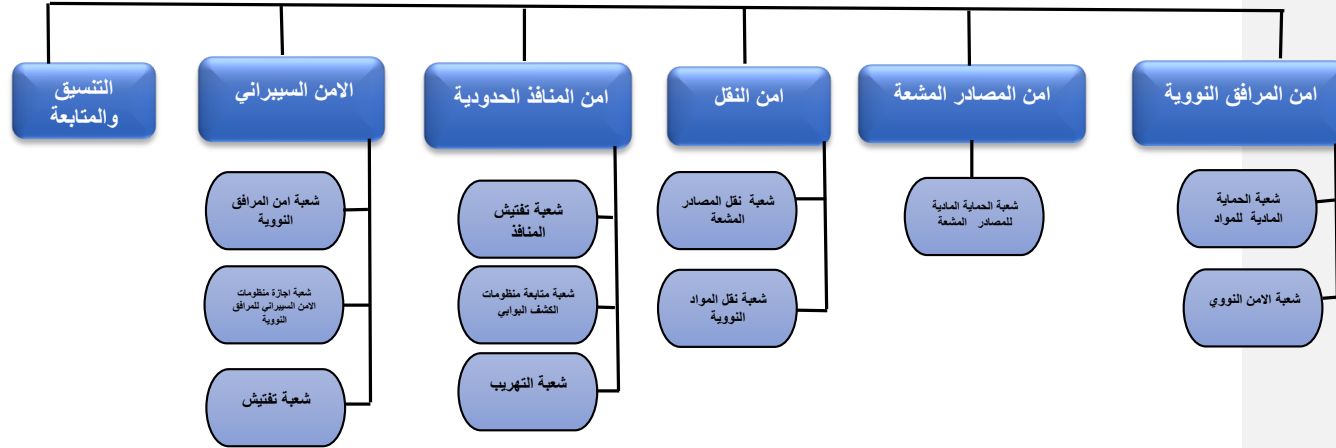 امن المرافق النووية
امن المصادر المشعة
امن النقل
امن المنافذ الحدودية
الامن السيبراني
التنسيق
والمتابعة
شعبة الحماية
المادية للمواد
شعبة الامن النووي
شعبة الحماية المادية
للمصادر المشعة
شعبة نقل المصادر
المشعة
شعبة نقل المواد
النووية
شعبة تفتيش
المنافذ
شعبة متابعة منظومات
الكشف البوابي
شعبة التهريب
شعبة امن المرافق
النووية
شعبة اجازة منظومات
الامن السيبراني للمرافق
النووية
شعبة تفتيش